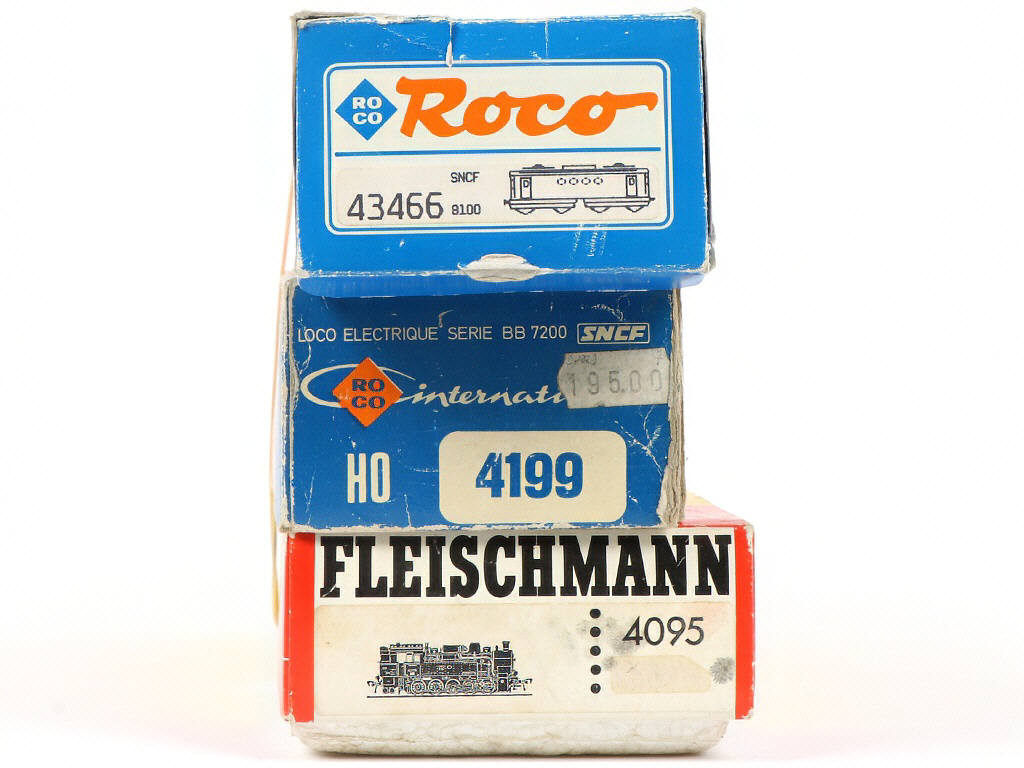 RO
CO
Roco
SNCF
43466 8100
LOCO ELECTRIQUE SERIE BB 7200 SNCF
195.00
RO
CO
internati
HO
4199
FLEISCHMANN
4095